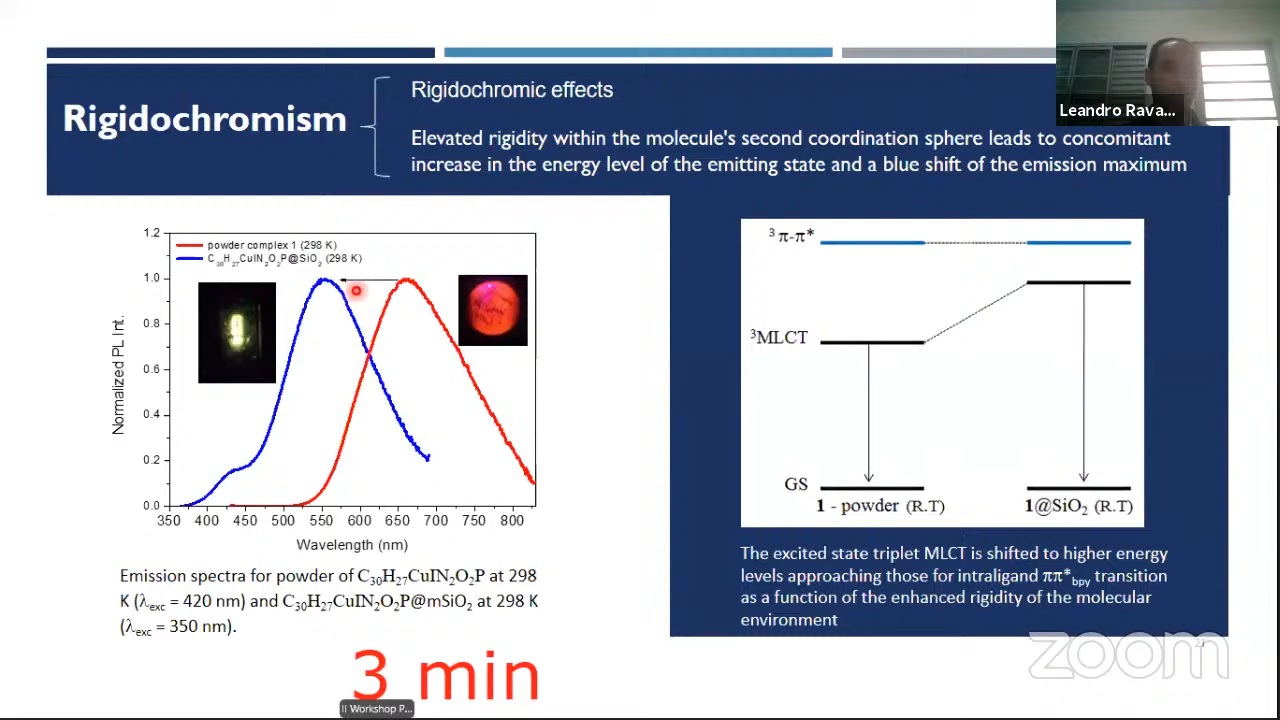 Leandro Rava...
Rigidochromism
Rigidochromic effects
Elevated rigidity within the molecule's second coordination sphere leads to concomitant
increase in the energy level of the emitting state and a blue shift of the emission maximum
powder complex 1 (298 K)
C₃₀H₂₇CuIN₂O₂P@SiO₂ (298 K)
Normalized PL Int.
1.2
1.0
0.8
0.6
0.4
0.2
0.0
350 400 450 500 550 600 650 700 750 800
Wavelength (nm)
Emission spectra for powder of C₃₀H₂₇CuIN₂O₂P at 298
K (λexc = 420 nm) and C₃₀H₂₇CuIN₂O₂P@mSiO₂ at 298 K
(λexc = 350 nm).
³ π-π*
³MLCT
GS
1 - powder (R.T)
1@SiO₂ (R.T)
The excited state triplet MLCT is shifted to higher energy
levels approaching those for intraligand ππ*bpy transition
as a function of the enhanced rigidity of the molecular
environment
zoom
3 min
II Workshop P...